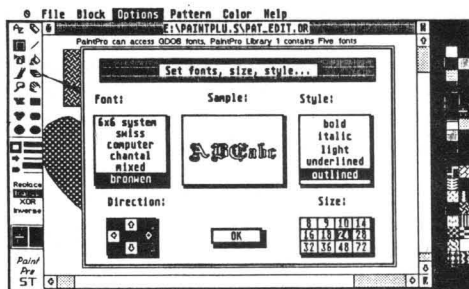 File Block Options Pattern Color Help
E:\PAINTPLU.S\PAT_EDIT.DR
PaintPro can access GDOS fonts, PaintPro Library 1 contains Five fonts
Set fonts, size, style...
Font:
6x6 system
swiss
computer
chantal
mixed
bronwen
Sample:
ABCabc
Style:
bold
italic
light
underlined
outlined
Direction:
OK
Size:
8 9 10 14
16 18 24 28
32 36 48 72
Replace
XOR
Inverse
Paint
Pro
ST